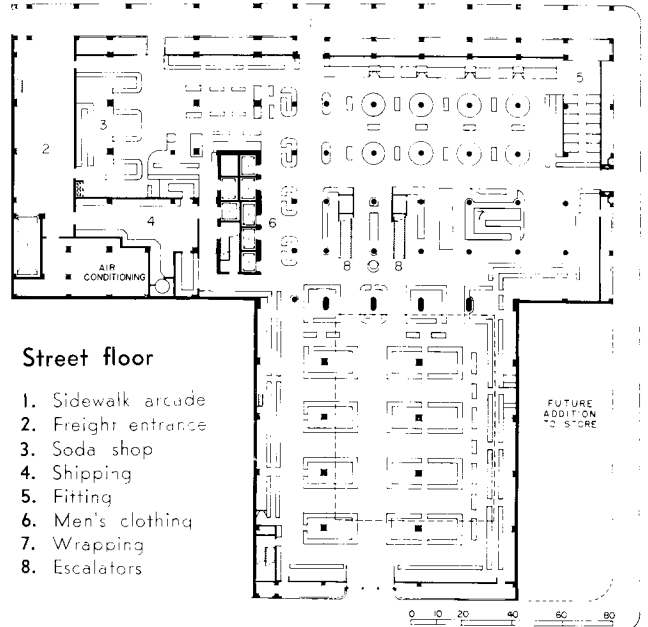 1
5
3
2
4
6
7
8 8
AIR
CONDITIONING
Street floor
1. Sidewalk arcade
2. Freight entrance
3. Soda shop
4. Shipping
5. Fitting
6. Men's clothing
7. Wrapping
8. Escalators
FUTURE
ADDITION
TO STORE
0 10 20 40 60 80